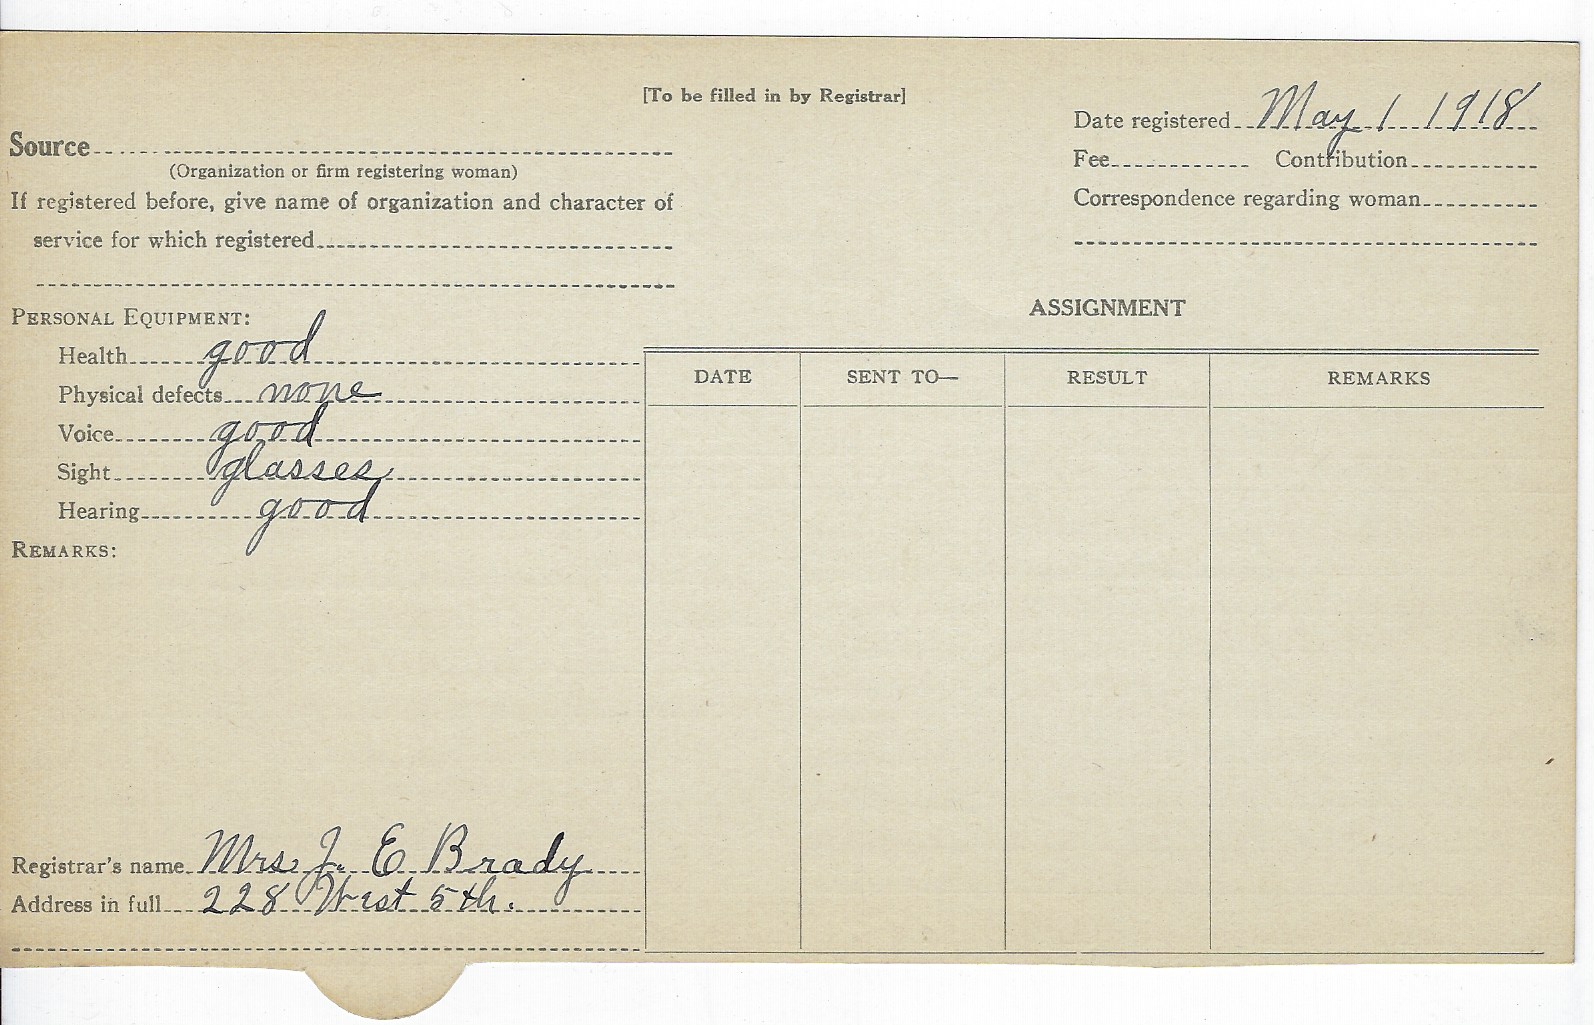 [To be filled in by Registrar]
Date registered May 1 1918
Source
(Organization or firm registering woman)
Fee Contribution
If registered before, give name of organization and character of
service for which registered
Correspondence regarding woman
PERSONAL EQUIPMENT:
Health good
Physical defects none
Voice good
Sight glasses
Hearing good
REMARKS:
ASSIGNMENT
DATE SENT TO— RESULT REMARKS
Registrar's name Mrs J. E Brady
Address in full 228 West 5th.